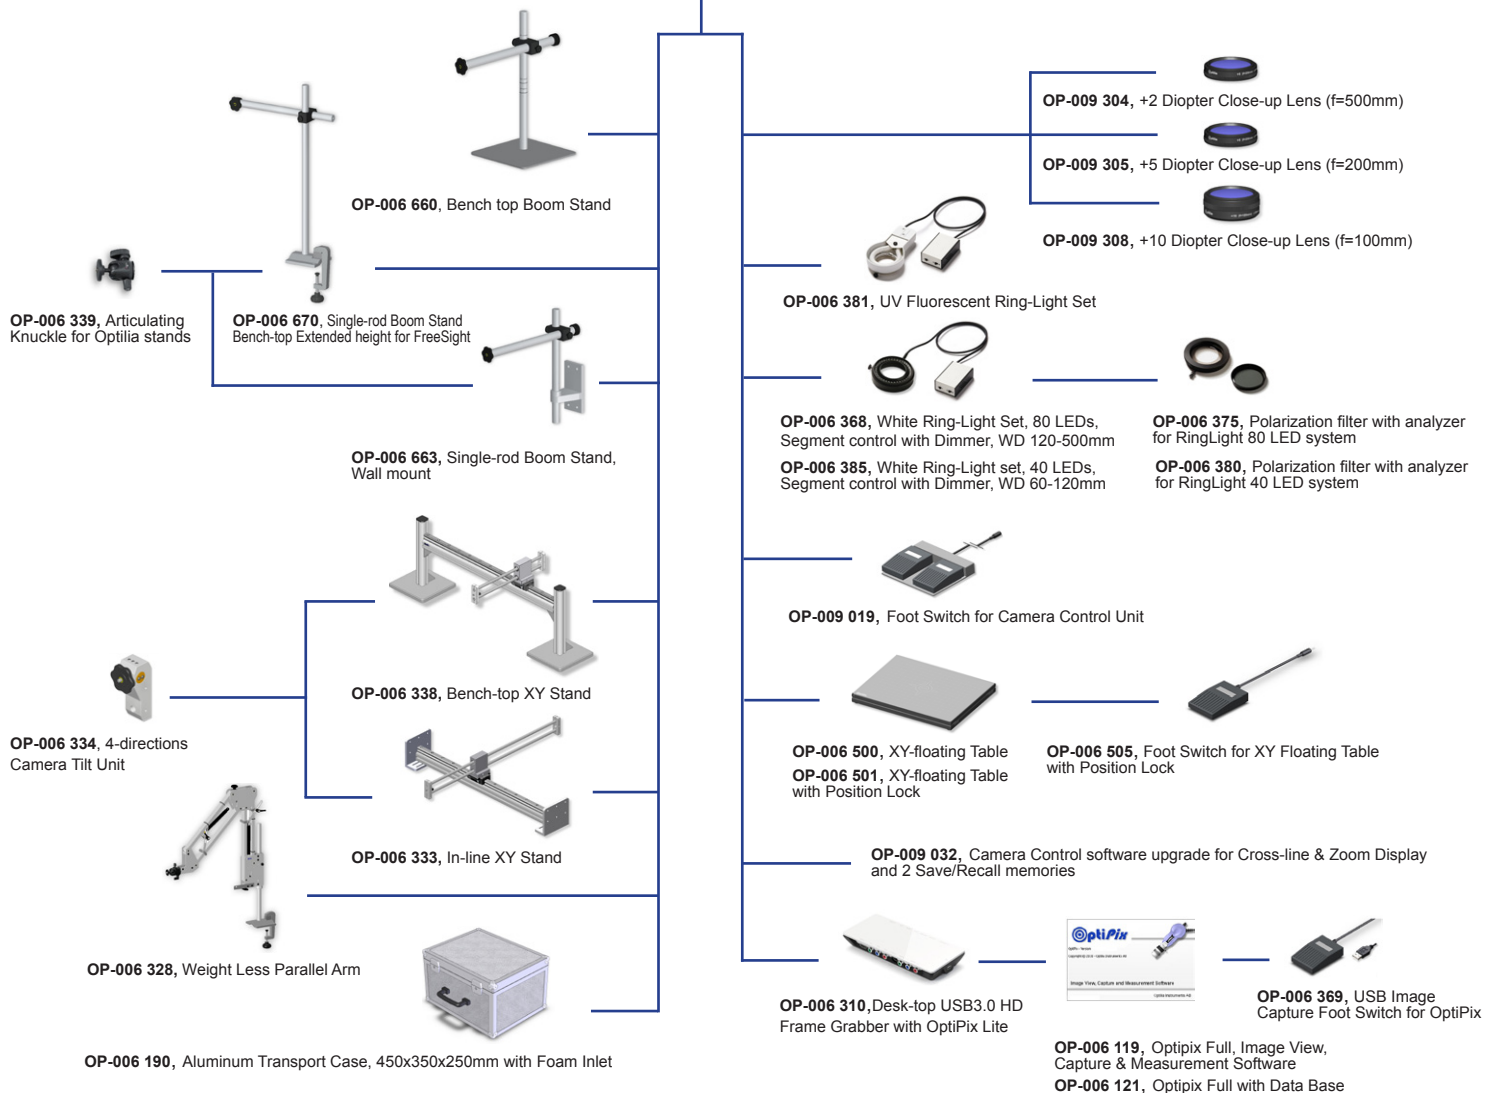 OP-006 660, Bench top Boom Stand
OP-006 339, Articulating
Knuckle for Optilia stands
OP-006 670, Single-rod Boom Stand
Bench-top Extended height for FreeSight
OP-006 663, Single-rod Boom Stand,
Wall mount
OP-006 338, Bench-top XY Stand
OP-006 334, 4-directions
Camera Tilt Unit
OP-006 333, In-line XY Stand
OP-006 328, Weight Less Parallel Arm
OP-006 190, Aluminum Transport Case, 450x350x250mm with Foam Inlet
OP-009 304, +2 Diopter Close-up Lens (f=500mm)
OP-009 305, +5 Diopter Close-up Lens (f=200mm)
OP-009 308, +10 Diopter Close-up Lens (f=100mm)
OP-006 381, UV Fluorescent Ring-Light Set
OP-006 368, White Ring-Light Set, 80 LEDs,
Segment control with Dimmer, WD 120-500mm
OP-006 385, White Ring-Light set, 40 LEDs,
Segment control with Dimmer, WD 60-120mm
OP-006 375, Polarization filter with analyzer
for RingLight 80 LED system
OP-006 380, Polarization filter with analyzer
for RingLight 40 LED system
OP-009 019, Foot Switch for Camera Control Unit
OP-006 500, XY-floating Table
OP-006 501, XY-floating Table
with Position Lock
OP-006 505, Foot Switch for XY Floating Table
with Position Lock
OP-009 032, Camera Control software upgrade for Cross-line & Zoom Display
and 2 Save/Recall memories
OP-006 310,Desk-top USB3.0 HD
Frame Grabber with OptiPix Lite
OptiPix
Image View, Capture and Measurement Software
OP-006 119, Optipix Full, Image View,
Capture & Measurement Software
OP-006 121, Optipix Full with Data Base
OP-006 369, USB Image
Capture Foot Switch for OptiPix